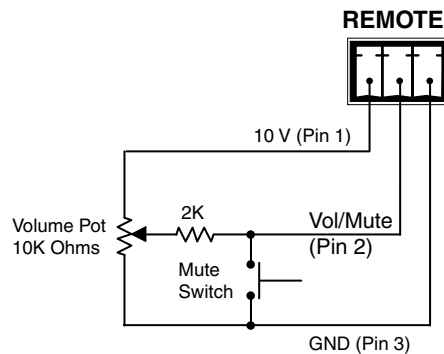 REMOTE
10 V (Pin 1)
2K
Vol/Mute
(Pin 2)
Volume Pot
10K Ohms
Mute
Switch
GND (Pin 3)